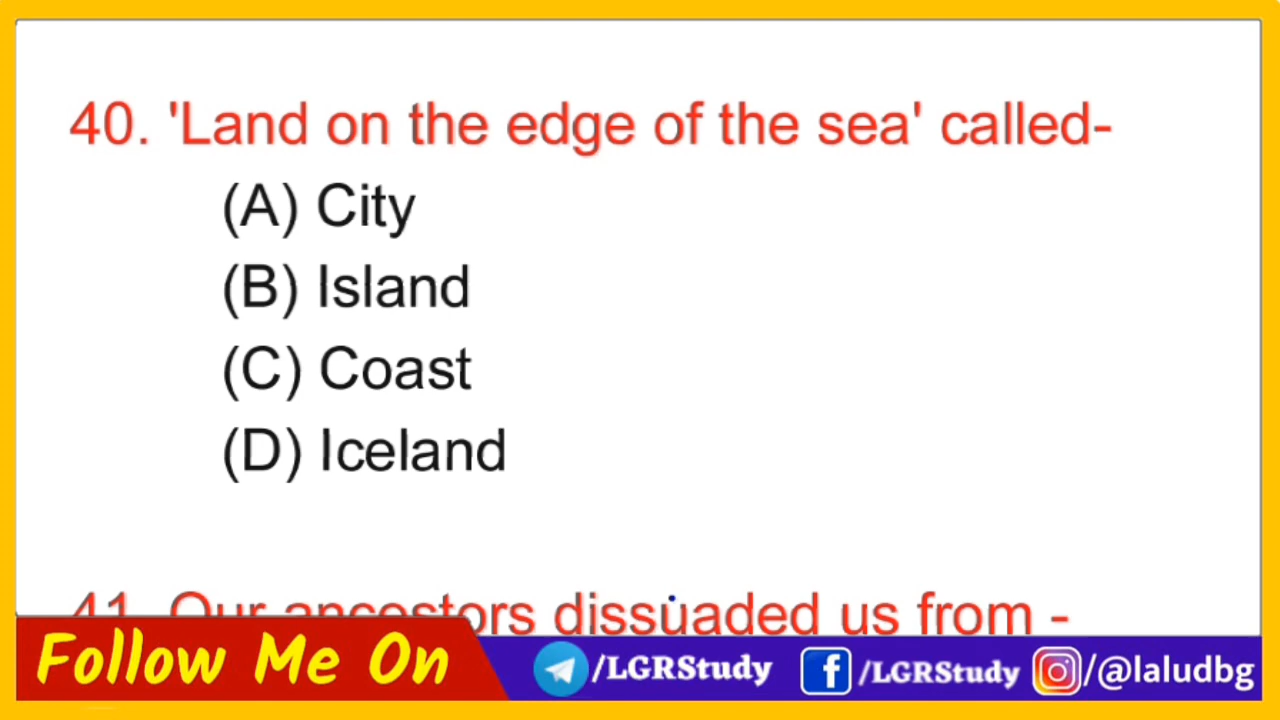 40. 'Land on the edge of the sea' called-
(A) City
(B) Island
(C) Coast
(D) Iceland
41. Our ancestors dissuaded us from -
Follow Me On /LGRStudy /LGRStudy /@laludbg